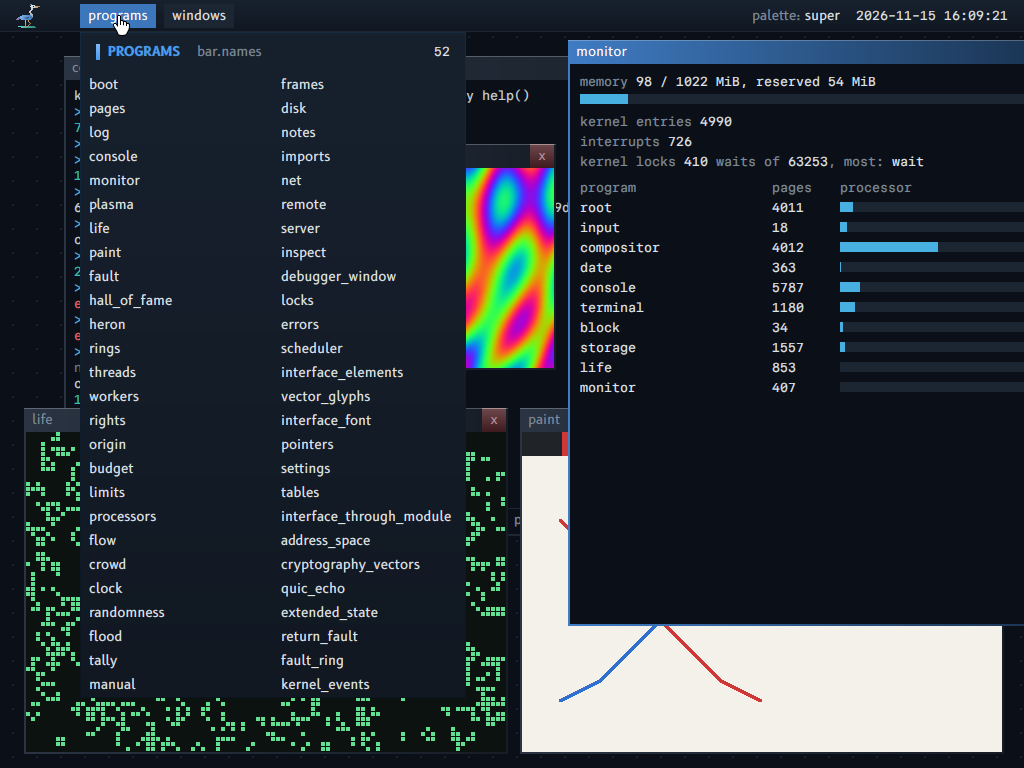 programs windows palette: super 2026-11-15 16:09:21
PROGRAMS bar.names 52
boot frames
pages disk
log notes
console imports
monitor net
plasma remote
life server
paint inspect
fault debugger_window
hall_of_fame locks
heron errors
rings scheduler
threads interface_elements
workers vector_glyphs
rights interface_font
origin pointers
budget settings
limits tables
processors interface_through_module
flow address_space
crowd cryptography_vectors
clock quic_echo
randomness extended_state
flood return_fault
tally fault_ring
manual kernel_events
y help()
x
9d
life x
paint
monitor
memory 98 / 1022 MiB, reserved 54 MiB
kernel entries 4990
interrupts 726
kernel locks 410 waits of 63253, most: wait
program pages processor
root 4011
input 18
compositor 4012
date 363
console 5787
terminal 1180
block 34
storage 1557
life 853
monitor 407